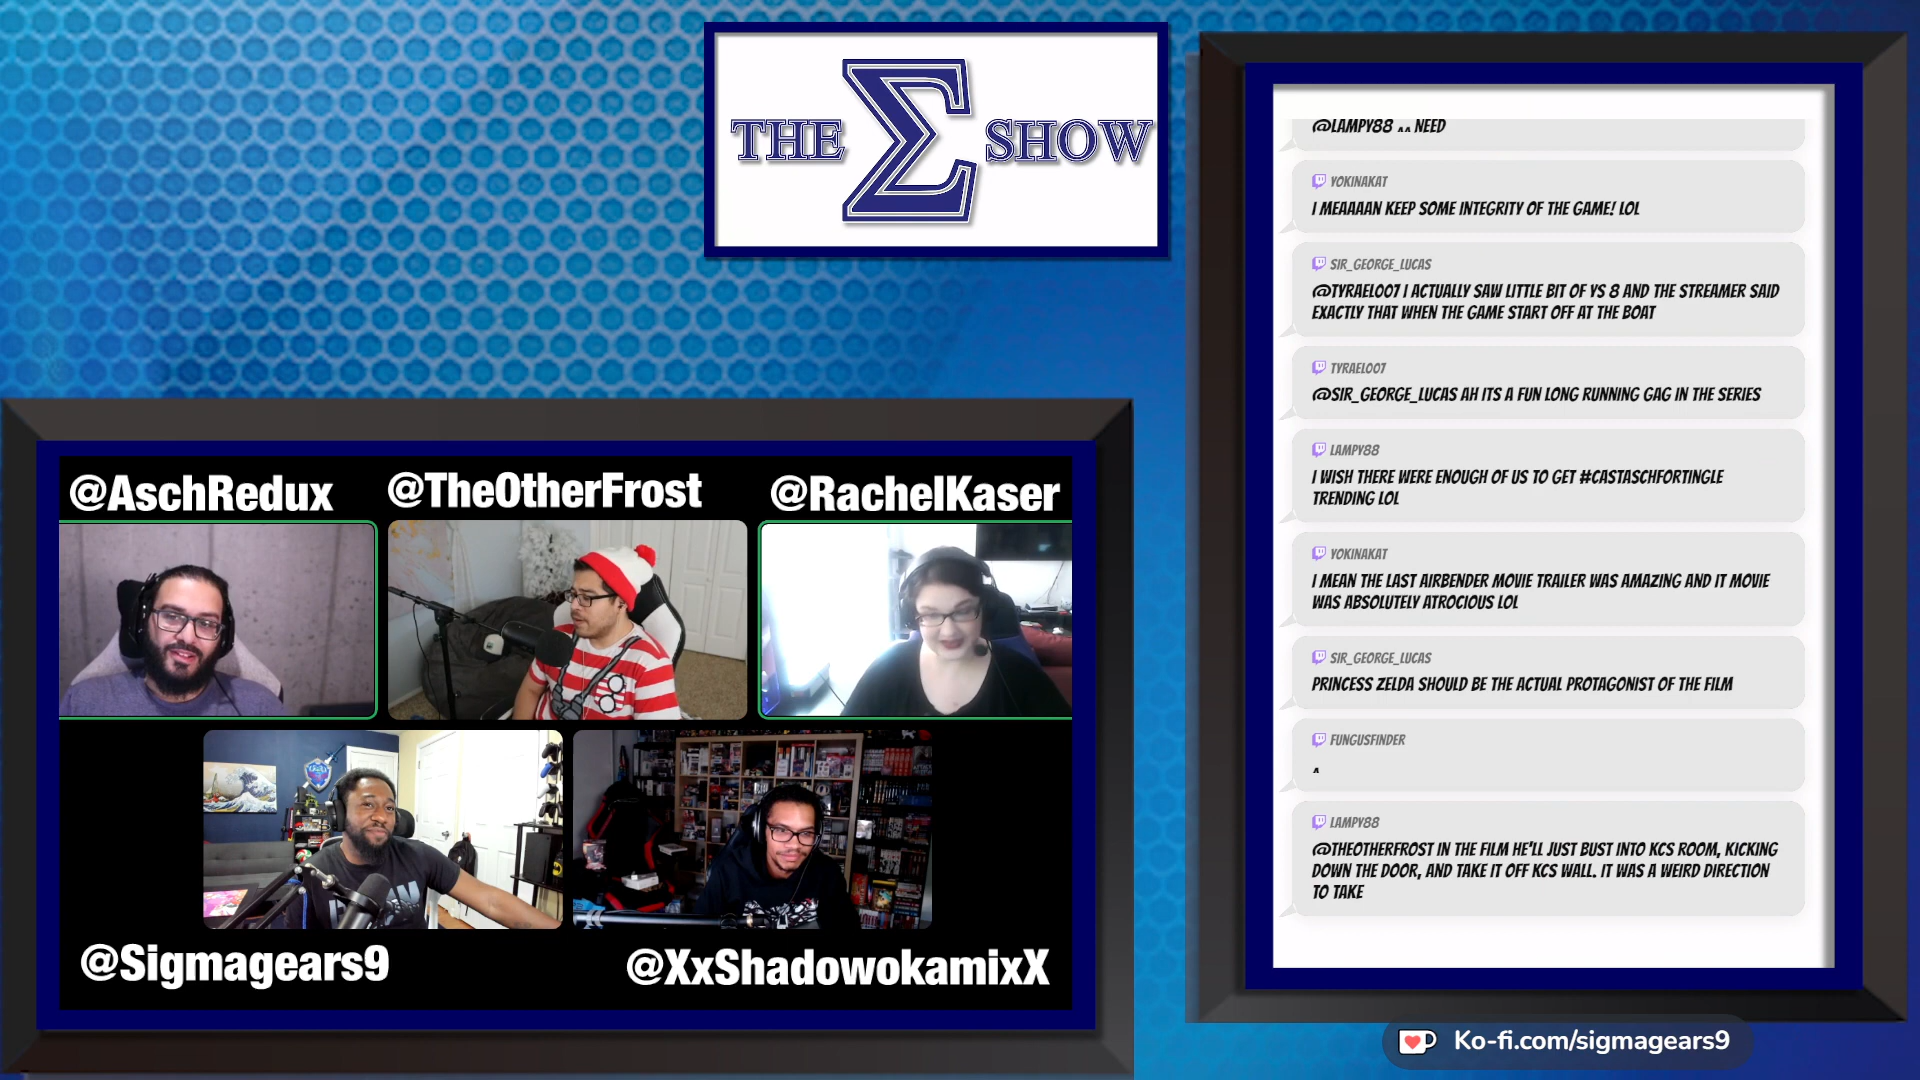 THE Σ SHOW
@AschRedux
@TheOtherFrost
@RachelKaser
@Sigmagears9
@XxShadowokamixX
@LAMPY88 ^^ NEED
YOKINAKAT
I MEAAAAN KEEP SOME INTEGRITY OF THE GAME! LOL
SIR_GEORGE_LUCAS
@TYRAEL007 I ACTUALLY SAW LITTLE BIT OF YS 8 AND THE STREAMER SAID
EXACTLY THAT WHEN THE GAME START OFF AT THE BOAT
TYRAEL007
@SIR_GEORGE_LUCAS AH ITS A FUN LONG RUNNING GAG IN THE SERIES
LAMPY88
I WISH THERE WERE ENOUGH OF US TO GET #CASTASCHFORTINGLE
TRENDING LOL
YOKINAKAT
I MEAN THE LAST AIRBENDER MOVIE TRAILER WAS AMAZING AND IT MOVIE
WAS ABSOLUTELY ATROCIOUS LOL
SIR_GEORGE_LUCAS
PRINCESS ZELDA SHOULD BE THE ACTUAL PROTAGONIST OF THE FILM
FUNGUSFINDER
^
LAMPY88
@THEOTHERFROST IN THE FILM HE'LL JUST BUST INTO KCS ROOM, KICKING
DOWN THE DOOR, AND TAKE IT OFF KCS WALL. IT WAS A WEIRD DIRECTION
TO TAKE
Ko-fi.com/sigmagears9